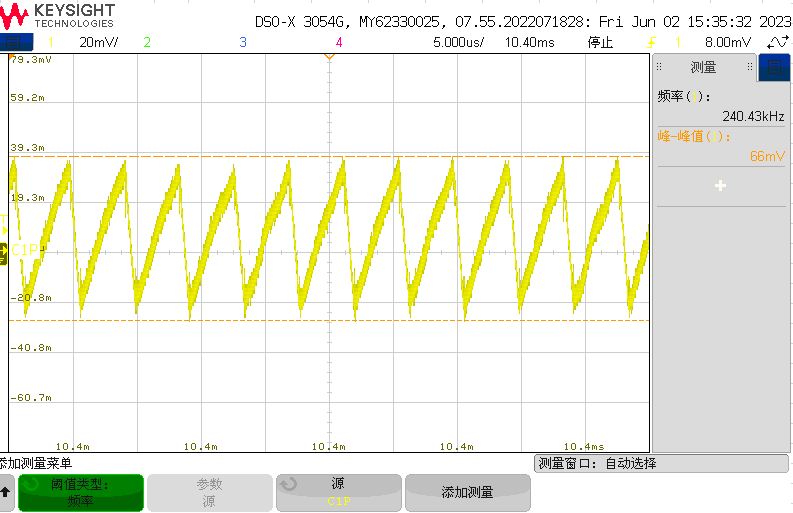 KEYSIGHT
TECHNOLOGIES
DSO-X 3054G, MY62330025, 07.55.2022071828: Fri Jun 02 15:35:32 2023
1 20mV/ 2 3 4 5.000us/ 10.40ms 停止 1 8.00mV
79.3mV
59.2m
39.3m
19.3m
C1P
-20.8m
-40.8m
-60.7m
10.4m 10.4m 10.4m 10.4m 10.4ms
测量
频率(1):
240.43kHz
峰-峰值(1):
66mV
添加测量菜单
测量窗口: 自动选择
阈值类型:
频率
参数
源
源
C1P
添加测量